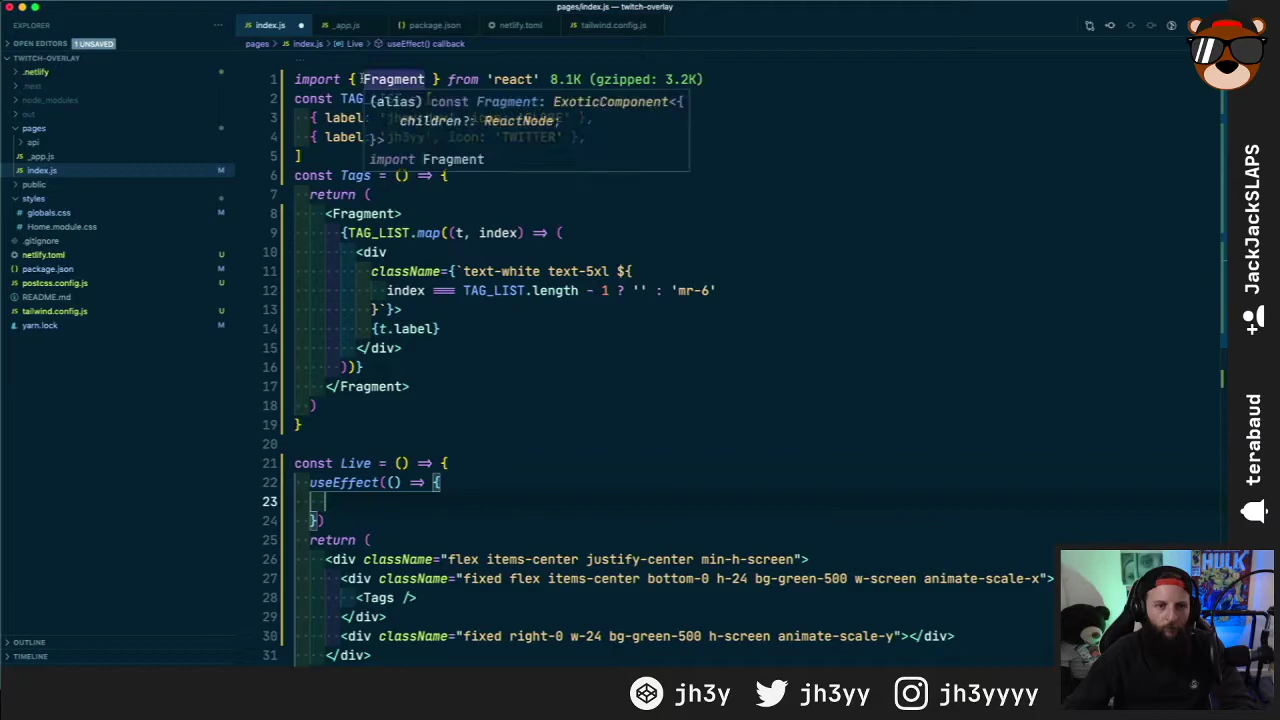 pages/index.js — twitch-overlay
EXPLORER
index.js
_app.js
package.json
netlify.toml
tailwind.config.js
OPEN EDITORS 1 UNSAVED
pages > index.js > Live > useEffect() callback
TWITCH-OVERLAY
.netlify
.next
node_modules
out
pages
api
_app.js
index.js M
public
styles
globals.css M
Home.module.css M
.gitignore
netlify.toml U
package.json M
postcss.config.js U
README.md
tailwind.config.js U
yarn.lock
OUTLINE
TIMELINE
1 import { Fragment } from 'react' 8.1K (gzipped: 3.2K)
2 const TAG
(alias) const Fragment: ExoticComponent<{
3 { label:
children?: ReactNode;
4 { label: 'jh3yy', icon: 'TWITTER' },
}>
5 ]
import Fragment
6 const Tags = () => {
7 return (
8 <Fragment>
9 {TAG_LIST.map((t, index) => (
10 <div
11 className={`text-white text-5xl ${
12 index === TAG_LIST.length - 1 ? '' : 'mr-6'
13 }`}>
14 {t.label}
15 </div>
16 ))}
17 </Fragment>
18 )
19 }
20
21 const Live = () => {
22 useEffect(() => {
23
24 })
25 return (
26 <div className="flex items-center justify-center min-h-screen">
27 <div className="fixed flex items-center bottom-0 h-24 bg-green-500 w-screen animate-scale-x">
28 <Tags />
29 </div>
30 <div className="fixed right-0 w-24 bg-green-500 h-screen animate-scale-y"></div>
31 </div>
JackJackSLAPS
terabaud
HULK
jh3y
jh3yy
jh3yyyy